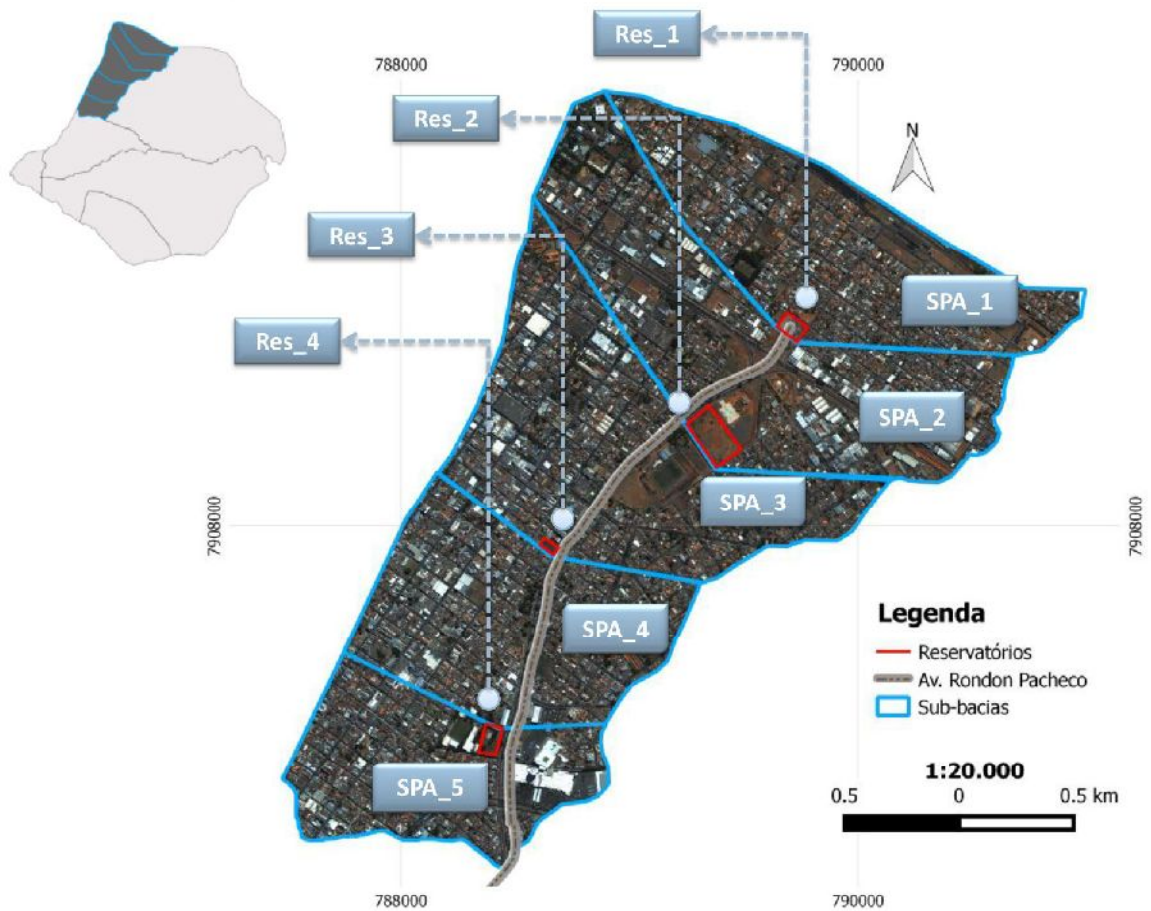 Res_1
788000
790000
Res_2
N
Res_3
SPA_1
Res_4
SPA_2
SPA_3
7908000
7908000
Legenda
SPA_4
Reservatórios
Av. Rondon Pacheco
Sub-bacias
SPA_5
1:20.000
0.5 0 0.5 km
788000
790000